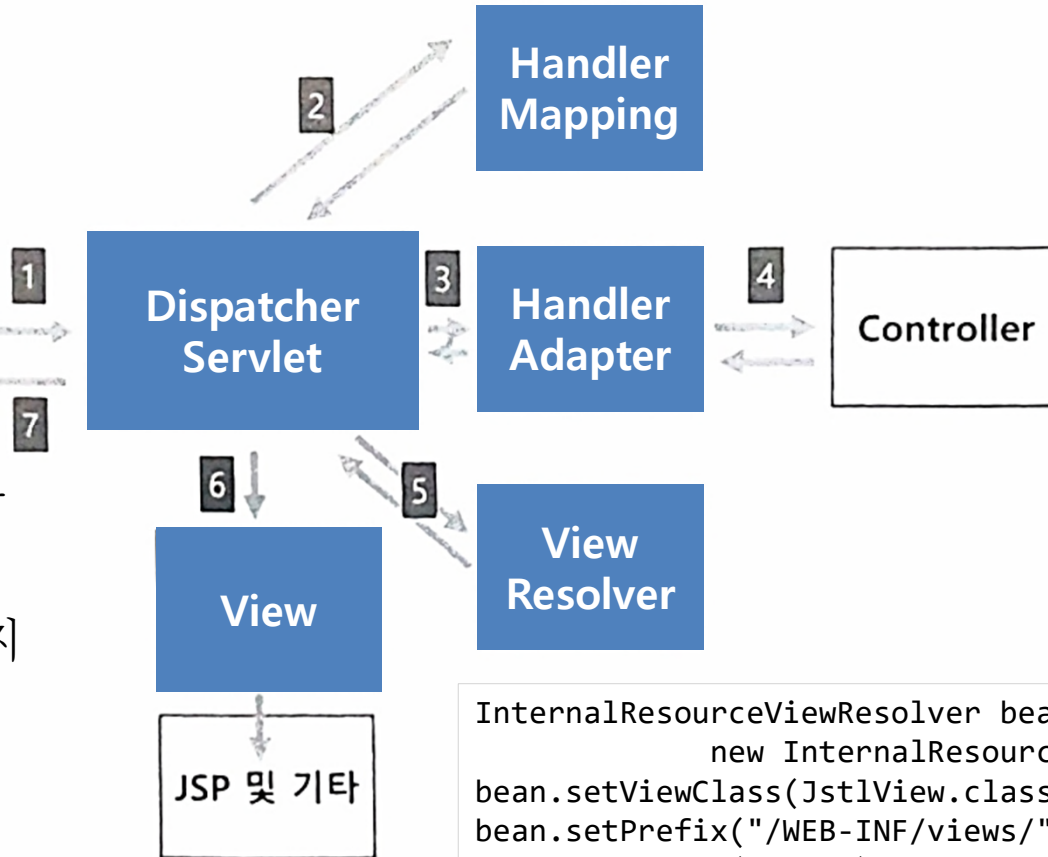 2
Handler
Mapping
1
Dispatcher
Servlet
3
Handler
Adapter
4
Controller
7
6
5
View
Resolver
View
JSP 및 기타
InternalResourceViewResolver bea
new InternalResourc
bean.setViewClass(JstlView.class
bean.setPrefix("/WEB-INF/views/"